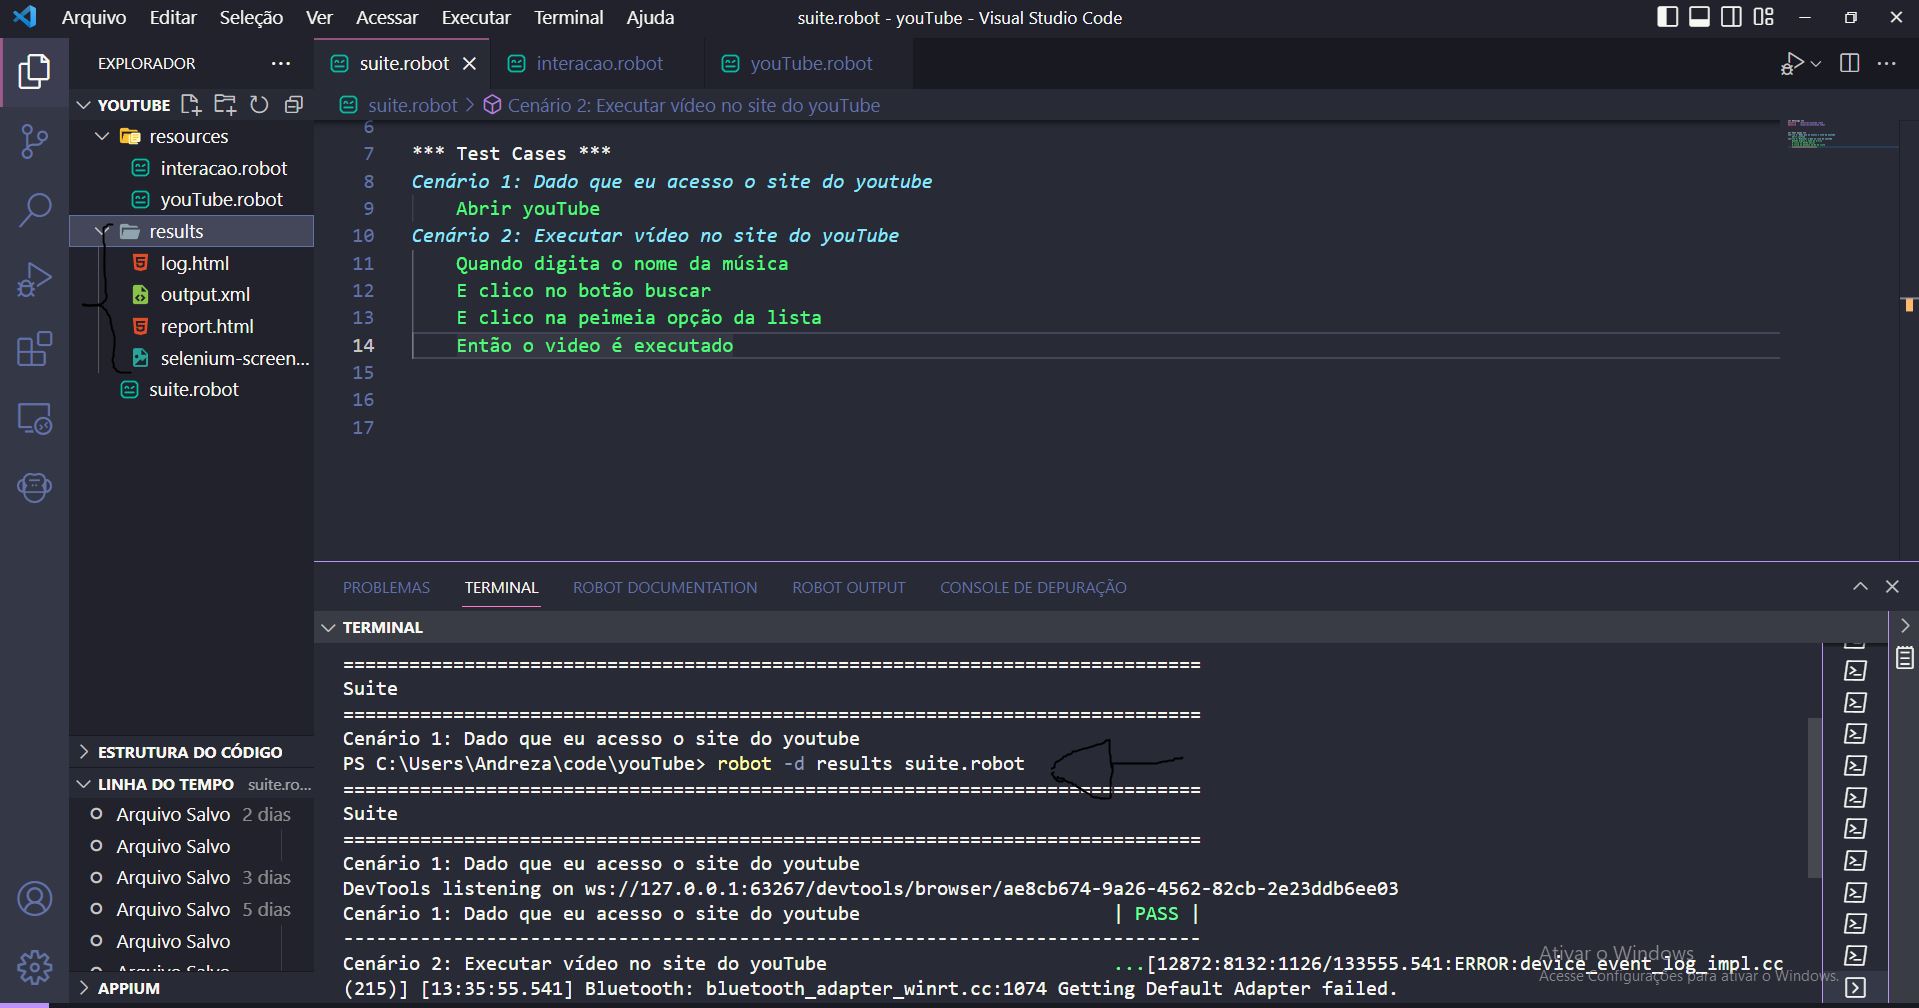 Arquivo Editar Seleção Ver Acessar Executar Terminal Ajuda
suite.robot - youTube - Visual Studio Code
EXPLORADOR
suite.robot
interacao.robot
youTube.robot
YOUTUBE
suite.robot > Cenário 2: Executar vídeo no site do youTube
resources
interacao.robot
youTube.robot
results
log.html
output.xml
report.html
selenium-screen...
suite.robot
6
7 *** Test Cases ***
8 Cenário 1: Dado que eu acesso o site do youtube
9 Abrir youTube
10 Cenário 2: Executar vídeo no site do youTube
11 Quando digita o nome da música
12 E clico no botão buscar
13 E clico na peimeia opção da lista
14 Então o video é executado
15
16
17
PROBLEMAS TERMINAL ROBOT DOCUMENTATION ROBOT OUTPUT CONSOLE DE DEPURAÇÃO
TERMINAL
==============================================================================
Suite
==============================================================================
Cenário 1: Dado que eu acesso o site do youtube
PS C:\Users\Andreza\code\youTube> robot -d results suite.robot
==============================================================================
Suite
==============================================================================
Cenário 1: Dado que eu acesso o site do youtube
DevTools listening on ws://127.0.0.1:63267/devtools/browser/ae8cb674-9a26-4562-82cb-2e23ddb6ee03
Cenário 1: Dado que eu acesso o site do youtube | PASS |
------------------------------------------------------------------------------
Cenário 2: Executar vídeo no site do youTube ...[12872:8132:1126/133555.541:ERROR:device_event_log_impl.cc
(215)] [13:35:55.541] Bluetooth: bluetooth_adapter_winrt.cc:1074 Getting Default Adapter failed.
ESTRUTURA DO CÓDIGO
LINHA DO TEMPO suite.ro...
Arquivo Salvo 2 dias
Arquivo Salvo
Arquivo Salvo 3 dias
Arquivo Salvo 5 dias
Arquivo Salvo
Arquivo Salvo
APPIUM
Ativar o Windows
Acesse Configurações para ativar o Windows.